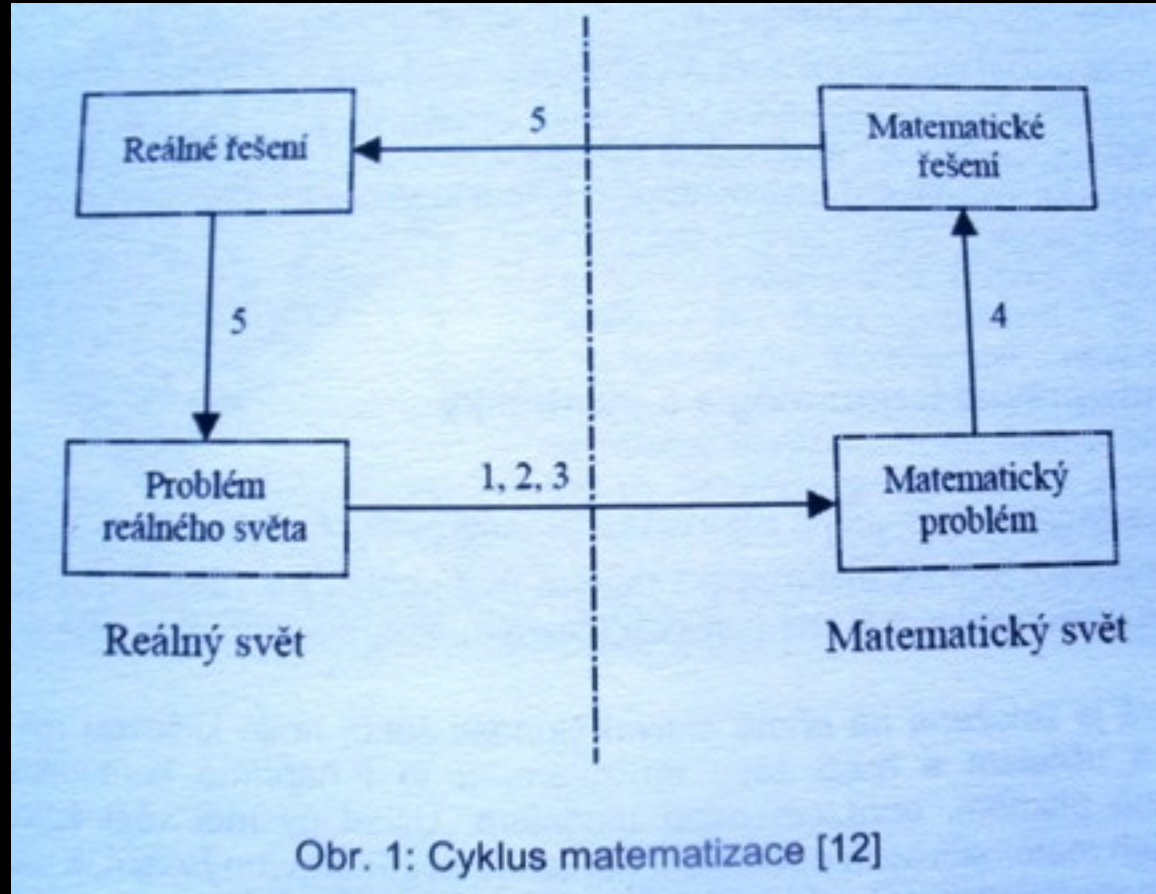 Reálné řešení
5
Matematické
řešení
5
4
Problém
reálného světa
1, 2, 3
Matematický
problém
Reálný svět
Matematický svět
Obr. 1: Cyklus matematizace [12]